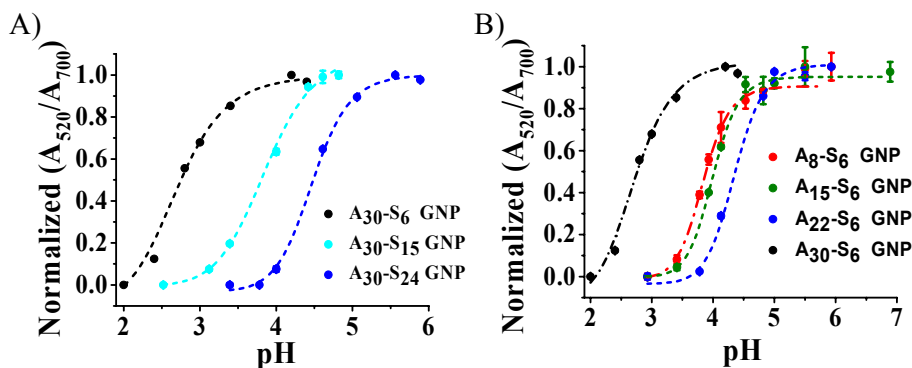 A)
Normalized (A520/A700)
1.0
0.8
0.6
0.4
0.2
0.0
A30-S6 GNP
A30-S15 GNP
A30-S24 GNP
2 3 4 5 6
pH
B)
Normalized (A520/A700)
1.0
0.8
0.6
0.4
0.2
0.0
A8-S6 GNP
A15-S6 GNP
A22-S6 GNP
A30-S6 GNP
2 3 4 5 6 7
pH